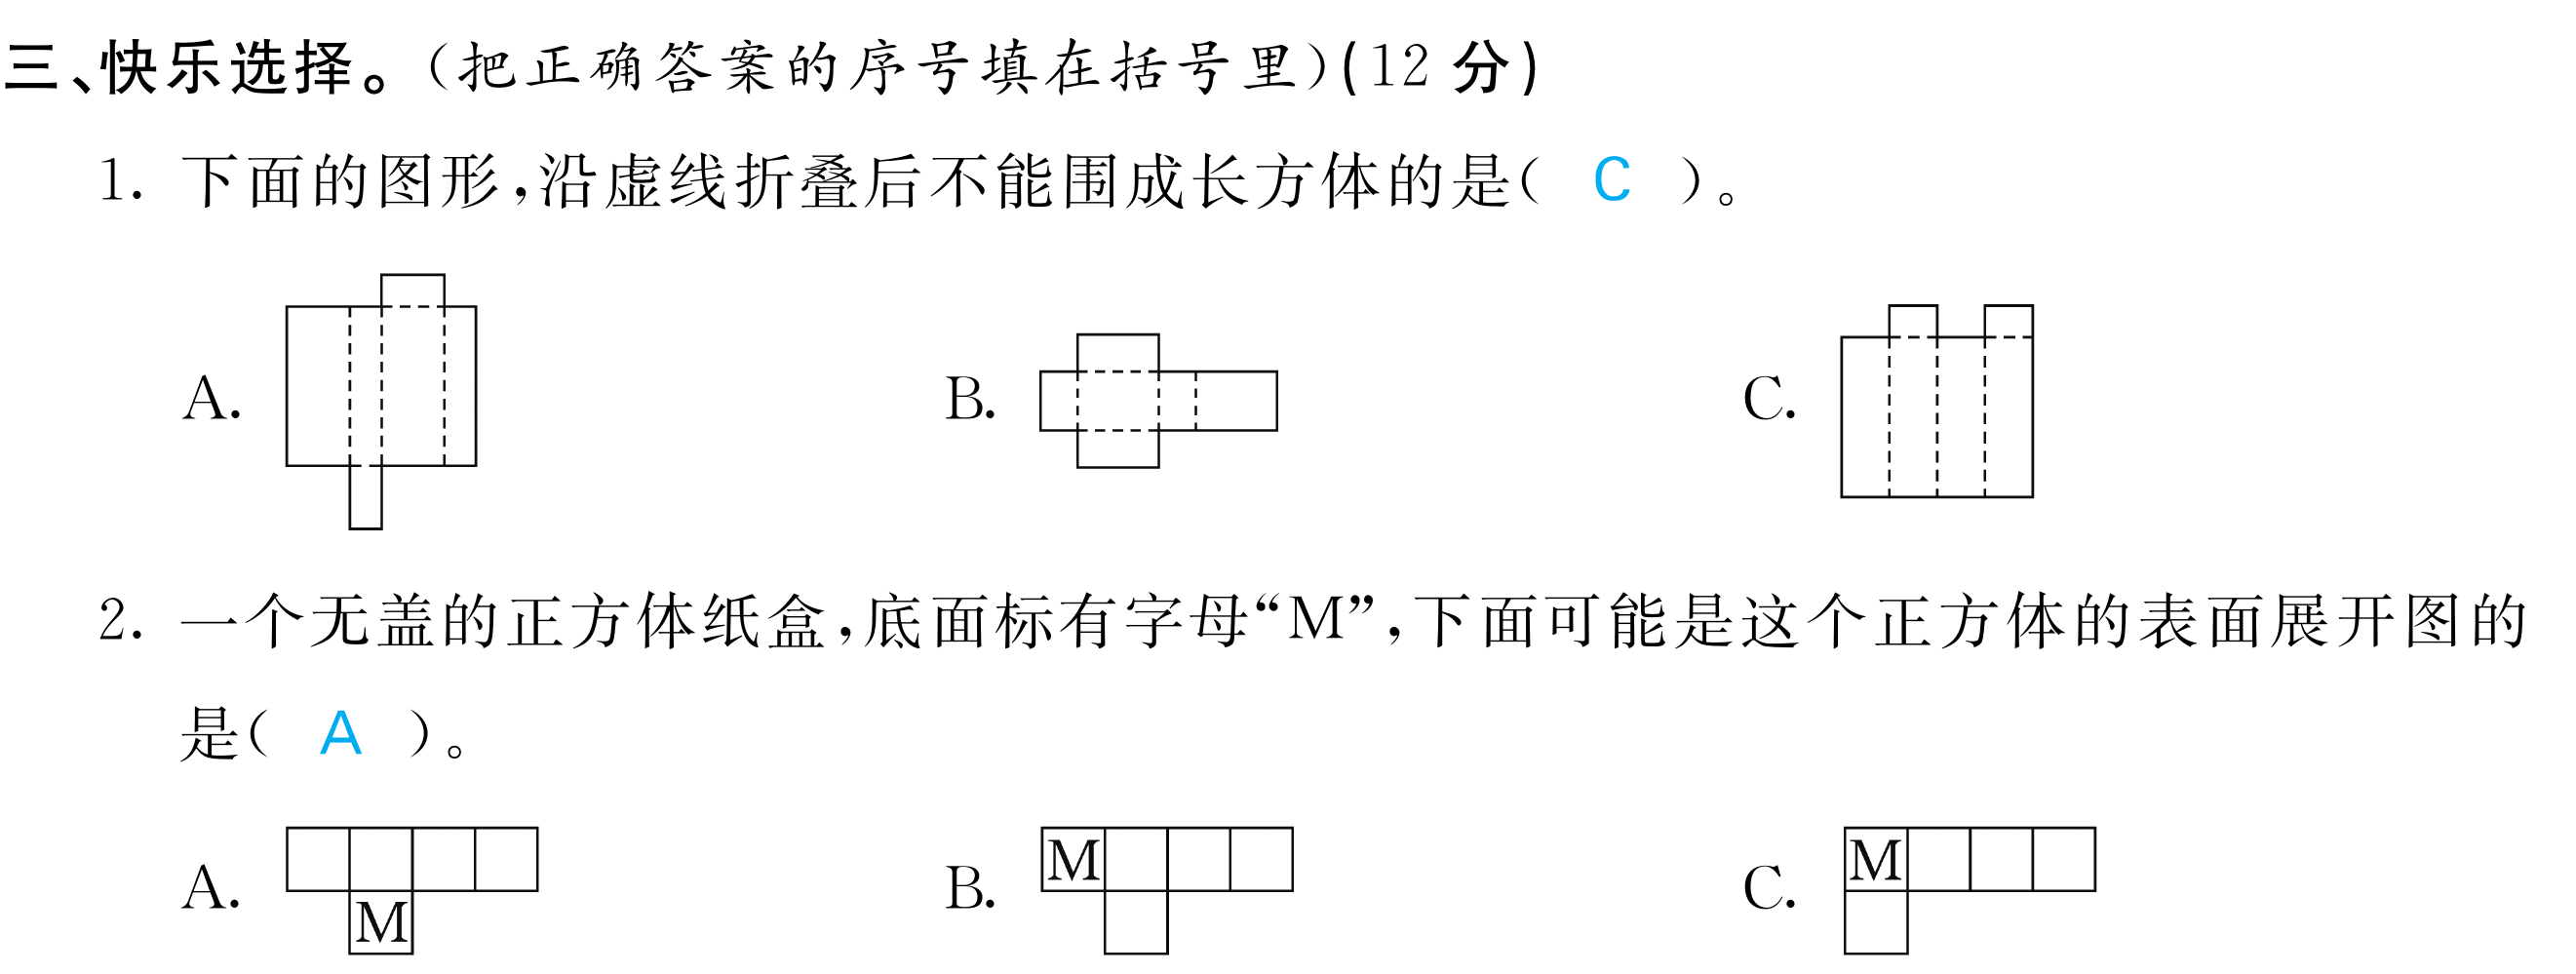 三、快乐选择。(把正确答案的序号填在括号里)(12 分)
1. 下面的图形,沿虚线折叠后不能围成长方体的是( C )。
A. B. C.
2. 一个无盖的正方体纸盒,底面标有字母“M”,下面可能是这个正方体的表面展开图的
是( A )。
A. M B. M C. M